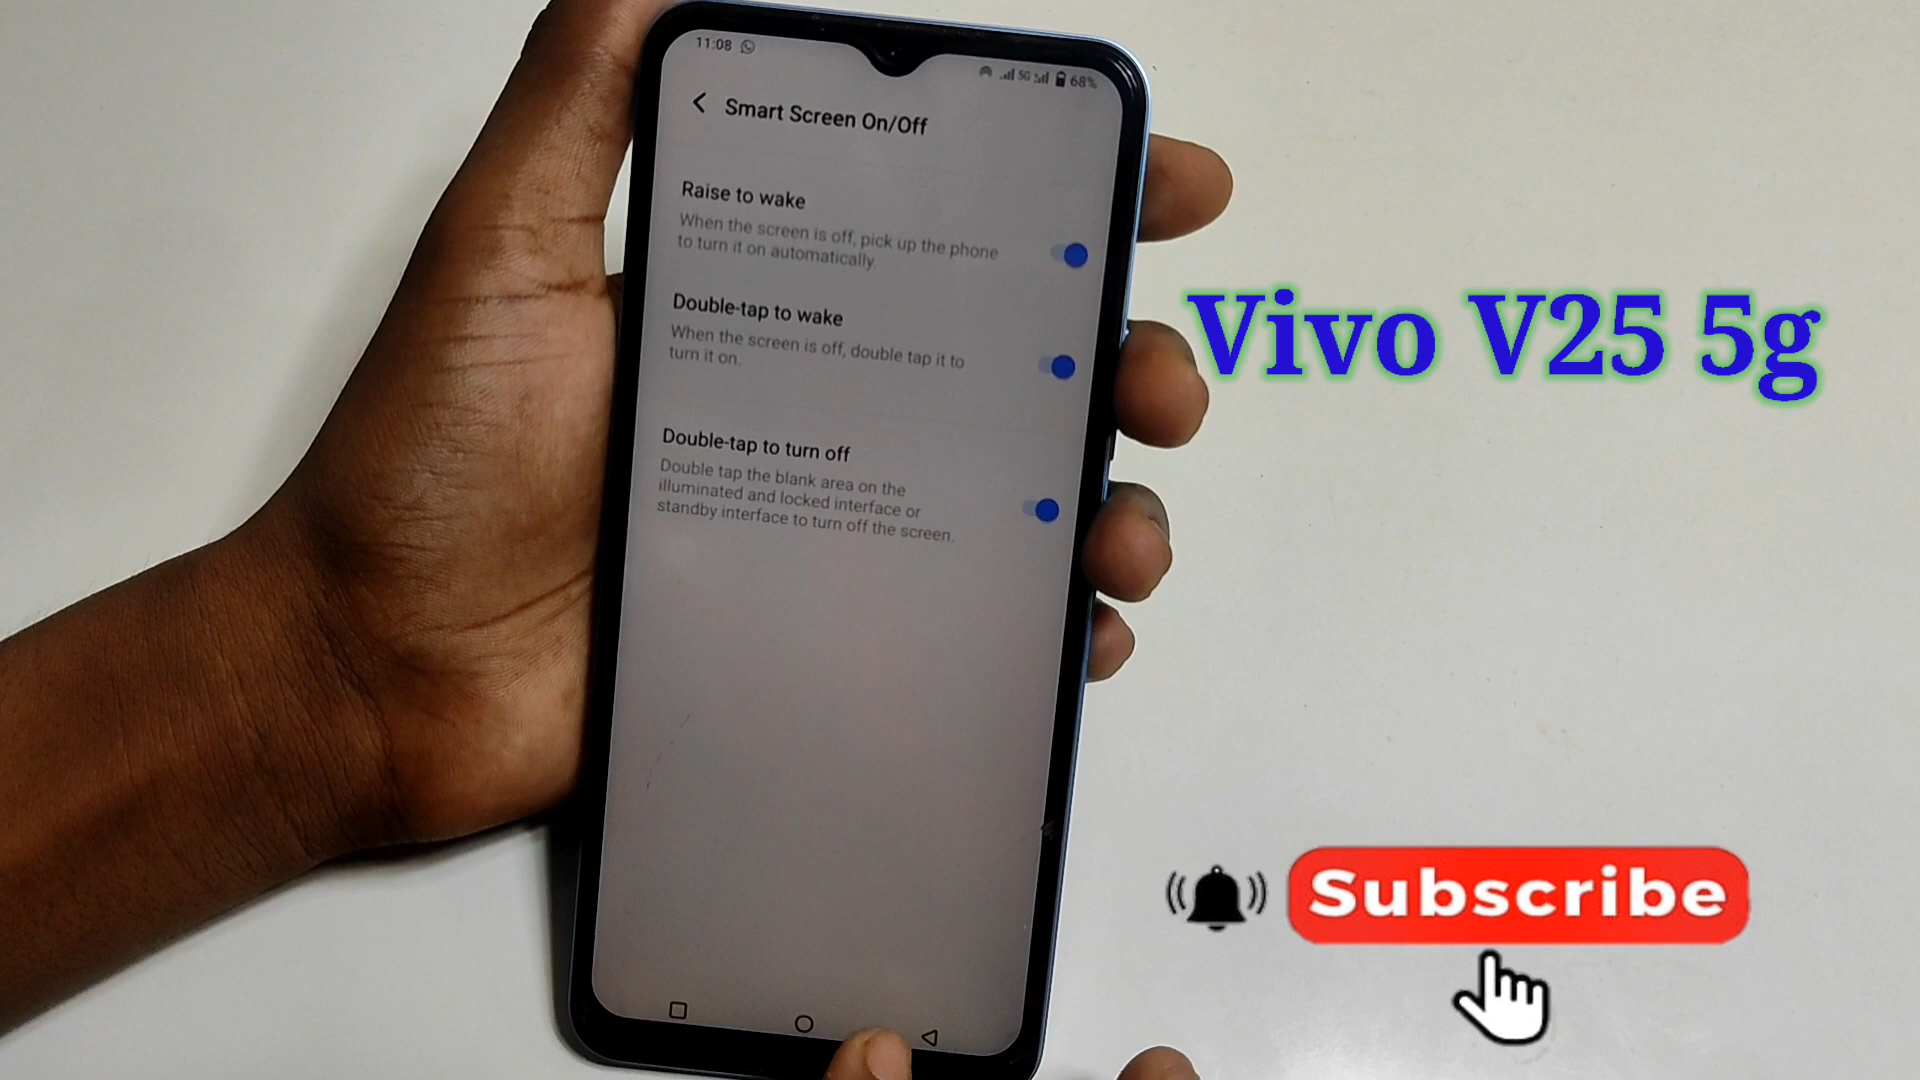 11:08
5G 68%
Smart Screen On/Off
Raise to wake
When the screen is off, pick up the phone
to turn it on automatically.
Double-tap to wake
When the screen is off, double tap it to
turn it on.
Double-tap to turn off
Double tap the blank area on the
illuminated and locked interface or
standby interface to turn off the screen.
Vivo V25 5g
Subscribe